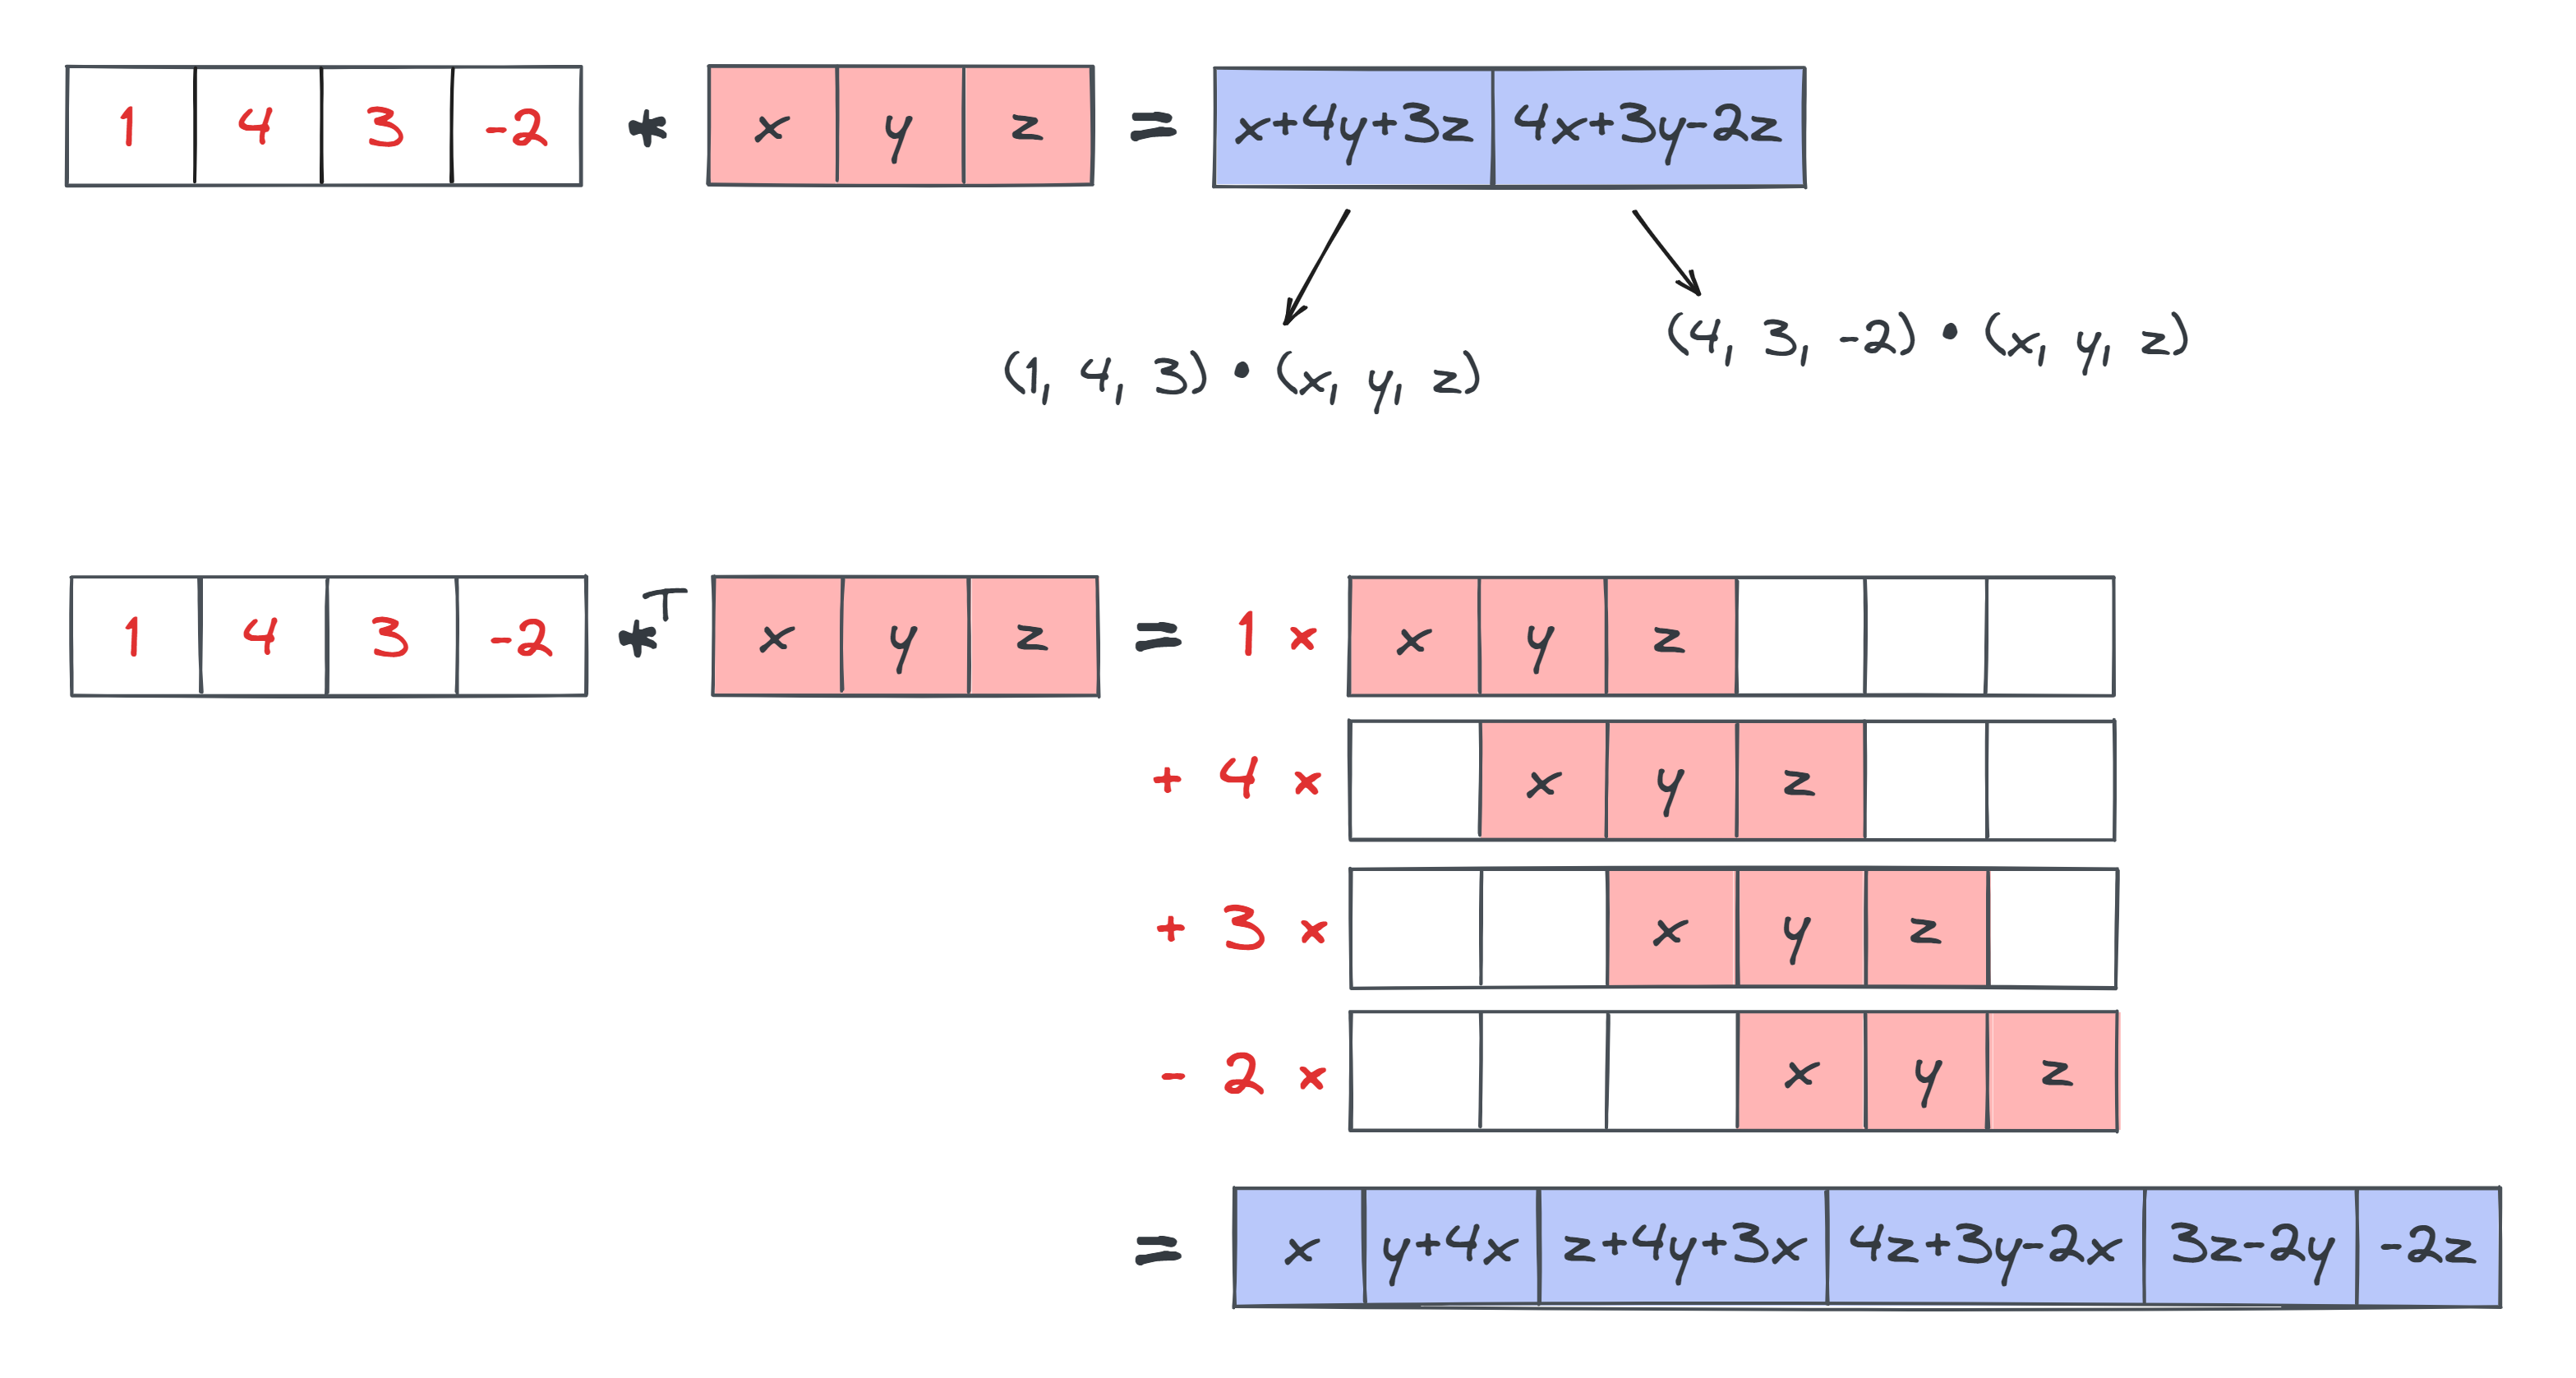 1 4 3 -2 * x y z = x+4y+3z 4x+3y-2z
(4, 3, -2) • (x, y, z)
(1, 4, 3) • (x, y, z)
1 4 3 -2 *T x y z = 1 × x y z
+ 4 × x y z
+ 3 × x y z
- 2 × x y z
= x y+4x z+4y+3x 4z+3y-2x 3z-2y -2z